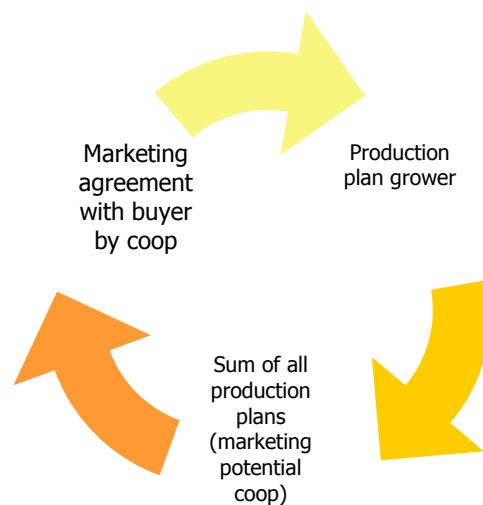 Marketing
agreement
with buyer
by coop
Production
plan grower
Sum of all
production
plans
(marketing
potential
coop)